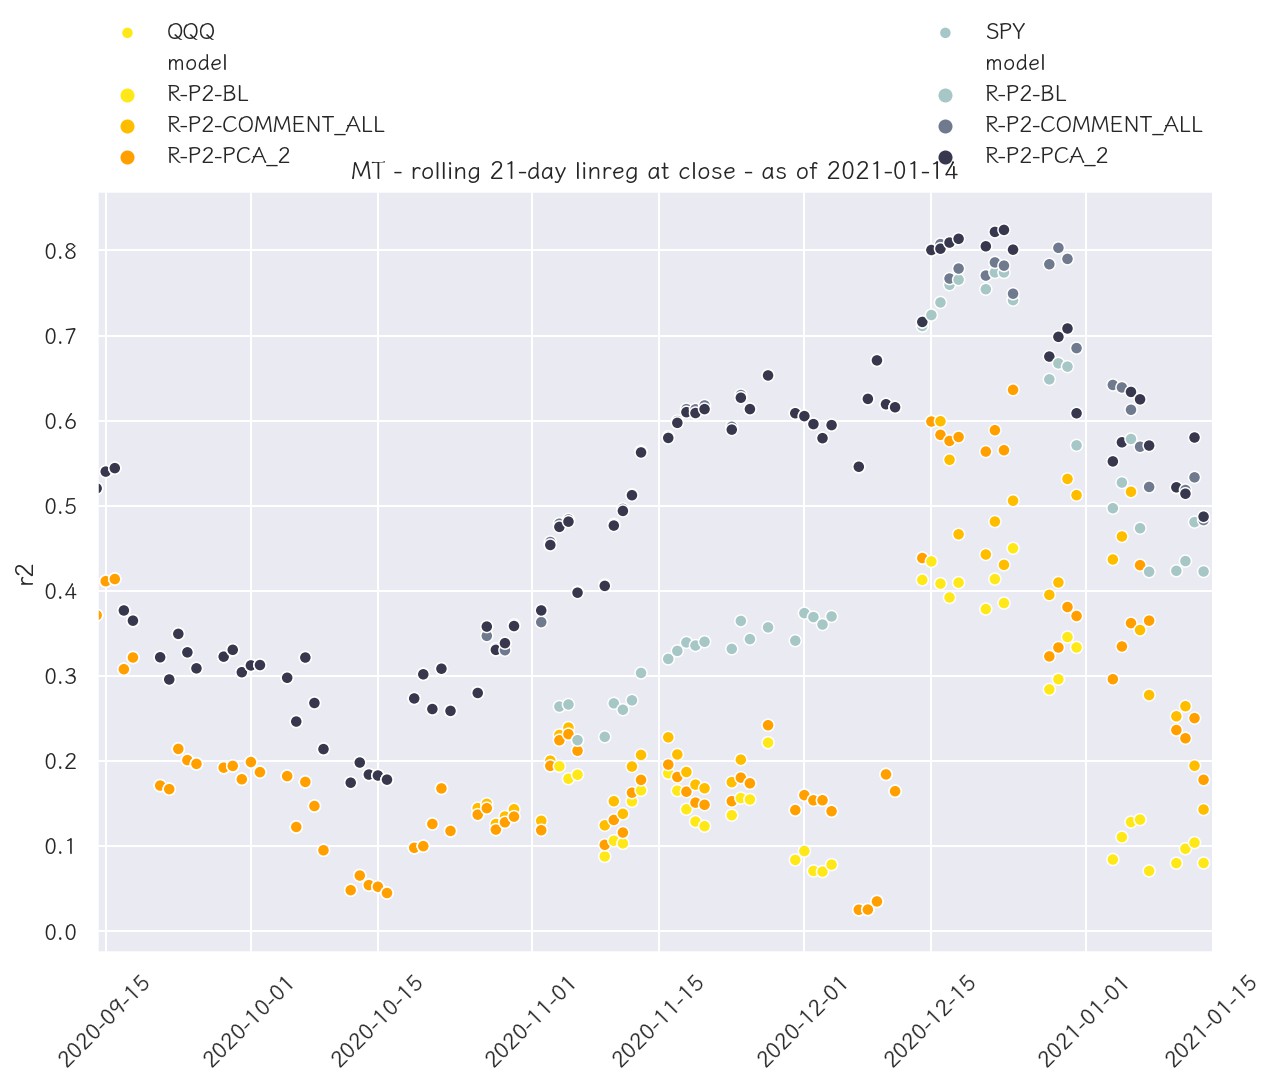 QQQ
model
R-P2-BL
R-P2-COMMENT_ALL
R-P2-PCA_2
SPY
model
R-P2-BL
R-P2-COMMENT_ALL
R-P2-PCA_2
MT - rolling 21-day linreg at close - as of 2021-01-14
0.8
0.7
0.6
0.5
0.4
0.3
0.2
0.1
0.0
r2
2020-09-15
2020-10-01
2020-10-15
2020-11-01
2020-11-15
2020-12-01
2020-12-15
2021-01-01
2021-01-15